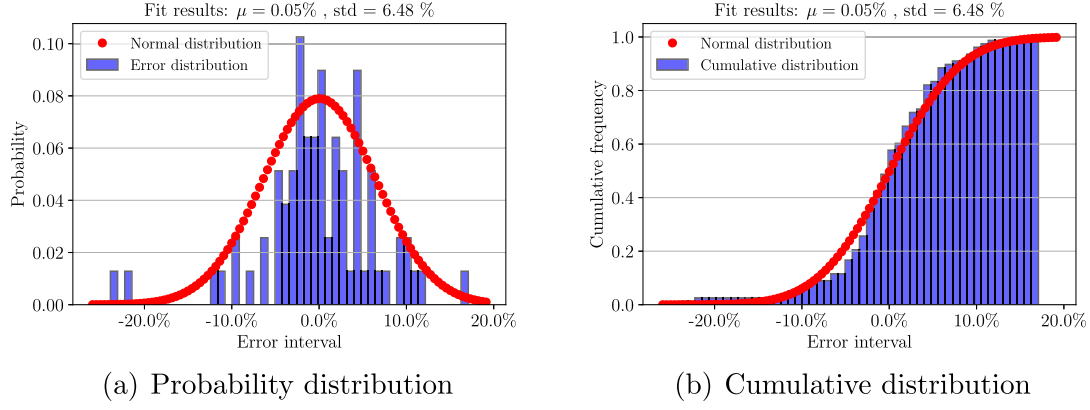 Fit results: μ = 0.05% , std = 6.48 %
Normal distribution
Error distribution
Probability
0.10
0.08
0.06
0.04
0.02
0.00
-20.0% -10.0% 0.0% 10.0% 20.0%
Error interval
(a) Probability distribution
Fit results: μ = 0.05% , std = 6.48 %
Normal distribution
Cumulative distribution
Cumulative frequency
1.0
0.8
0.6
0.4
0.2
0.0
-20.0% -10.0% 0.0% 10.0% 20.0%
Error interval
(b) Cumulative distribution